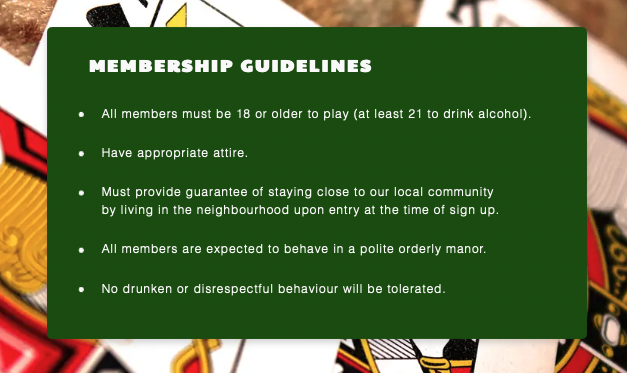 MEMBERSHIP GUIDELINES
All members must be 18 or older to play (at least 21 to drink alcohol).
Have appropriate attire.
Must provide guarantee of staying close to our local community
by living in the neighbourhood upon entry at the time of sign up.
All members are expected to behave in a polite orderly manor.
No drunken or disrespectful behaviour will be tolerated.